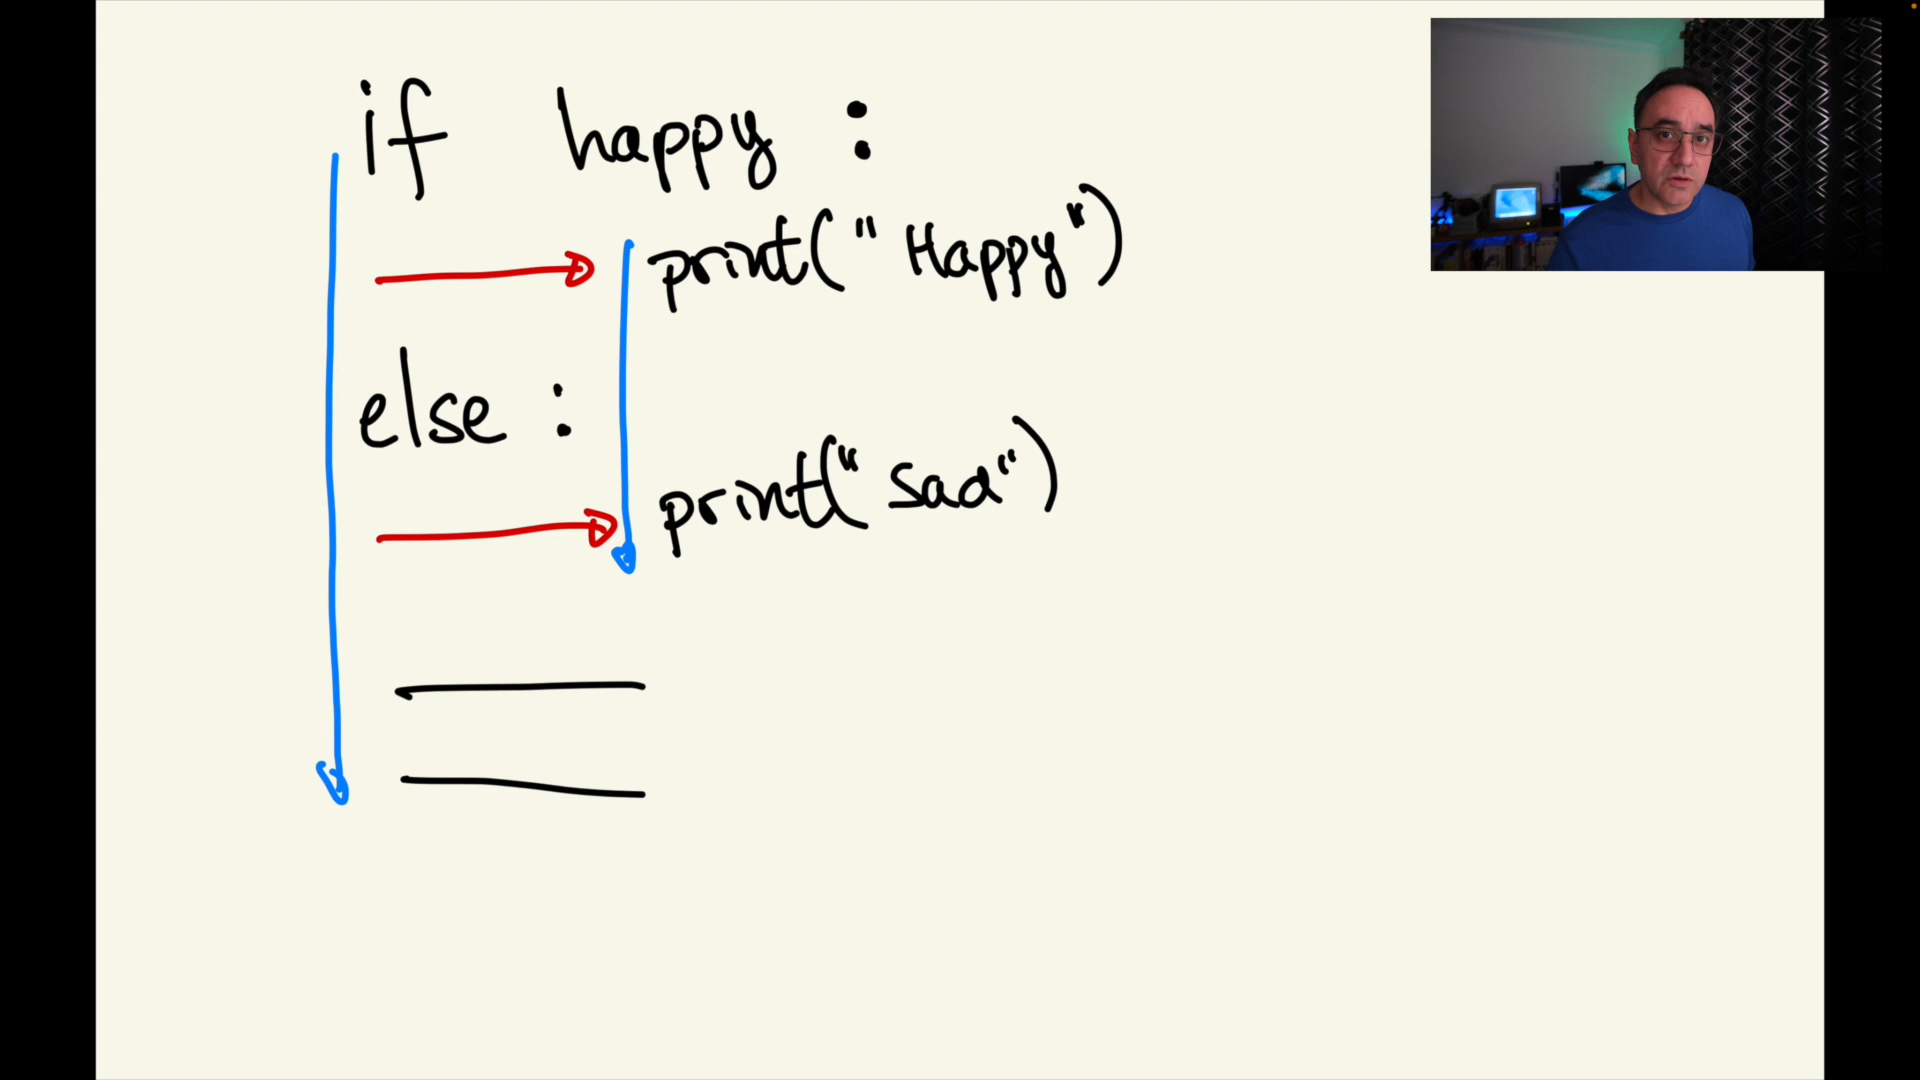 if happy :
print("Happy")
else :
print("Sad")